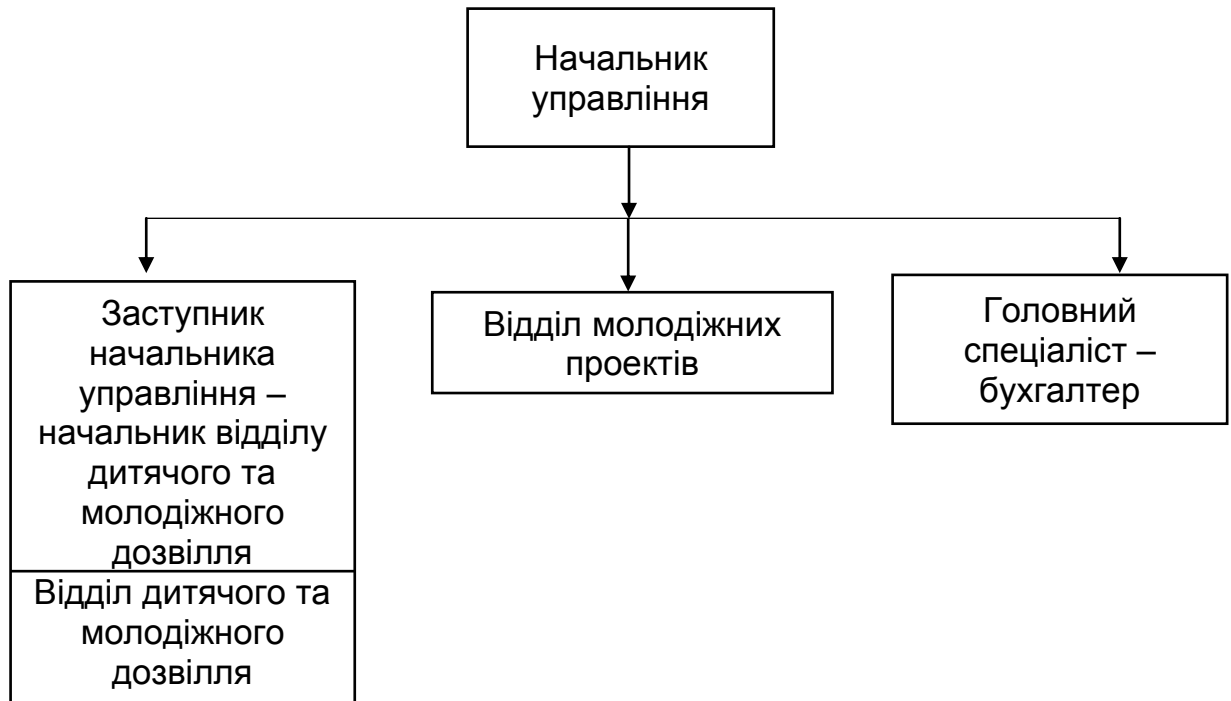 Начальник
управління
Заступник
начальника
управління –
начальник відділу
дитячого та
молодіжного
дозвілля
Відділ дитячого та
молодіжного
дозвілля
Відділ молодіжних
проектів
Головний
спеціаліст –
бухгалтер